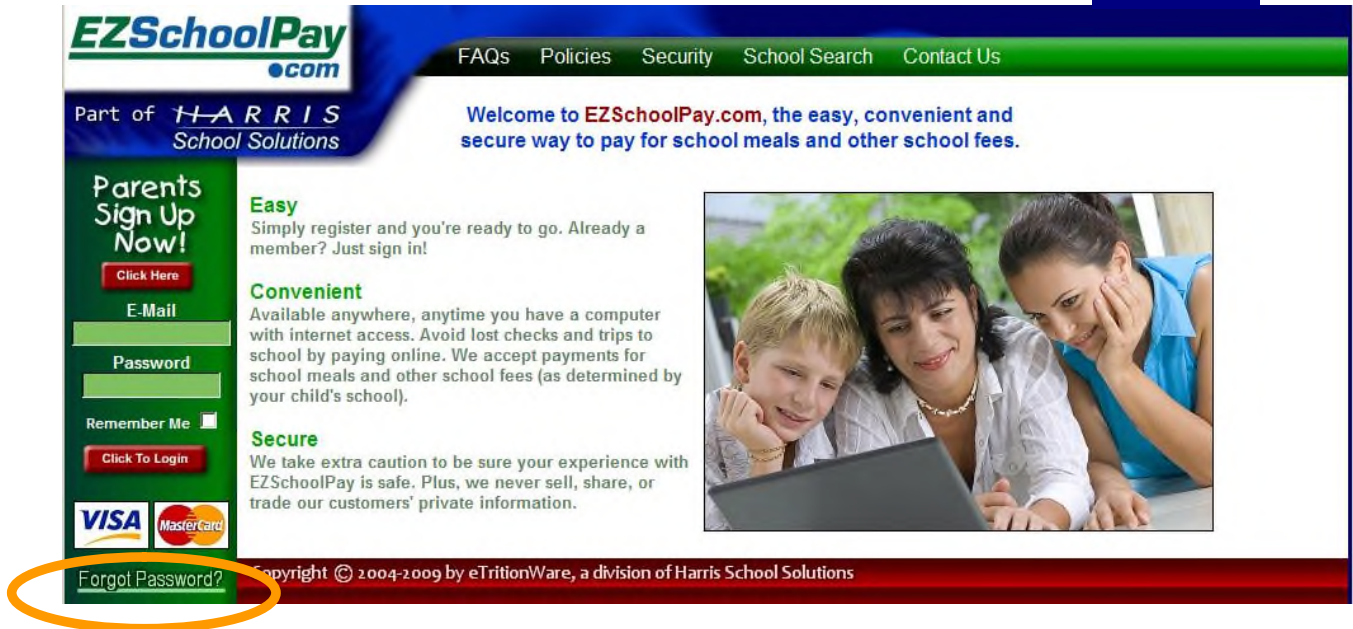 EZSchoolPay
.com
FAQs Policies Security School Search Contact Us
Part of HARRIS
School Solutions
Welcome to EZSchoolPay.com, the easy, convenient and
secure way to pay for school meals and other school fees.
Parents
Sign Up
Now!
Click Here
E-Mail
Password
Remember Me
Click To Login
VISA MasterCard
Forgot Password?
Easy
Simply register and you're ready to go. Already a
member? Just sign in!
Convenient
Available anywhere, anytime you have a computer
with internet access. Avoid lost checks and trips to
school by paying online. We accept payments for
school meals and other school fees (as determined by
your child's school).
Secure
We take extra caution to be sure your experience with
EZSchoolPay is safe. Plus, we never sell, share, or
trade our customers' private information.
Copyright © 2004-2009 by eTritionWare, a division of Harris School Solutions